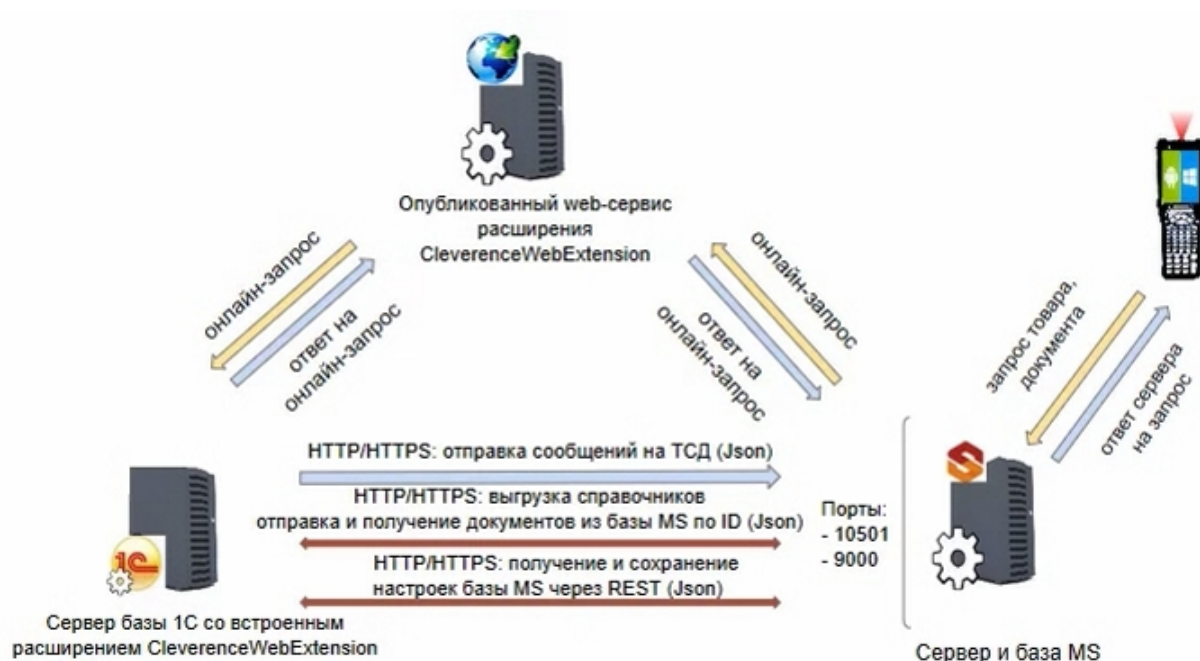 Опубликованный web-сервис
расширения
CleverenceWebExtension
онлайн-запрос
ответ на
онлайн-запрос
онлайн-запрос
ответ на
онлайн-запрос
запрос товара,
документа
ответ сервера
на запрос
HTTP/HTTPS: отправка сообщений на ТСД (Json)
HTTP/HTTPS: выгрузка справочников
отправка и получение документов из базы MS по ID (Json)
HTTP/HTTPS: получение и сохранение
настроек базы MS через REST (Json)
Порты:
- 10501
- 9000
1С
Сервер базы 1С со встроенным
расширением CleverenceWebExtension
Сервер и база MS